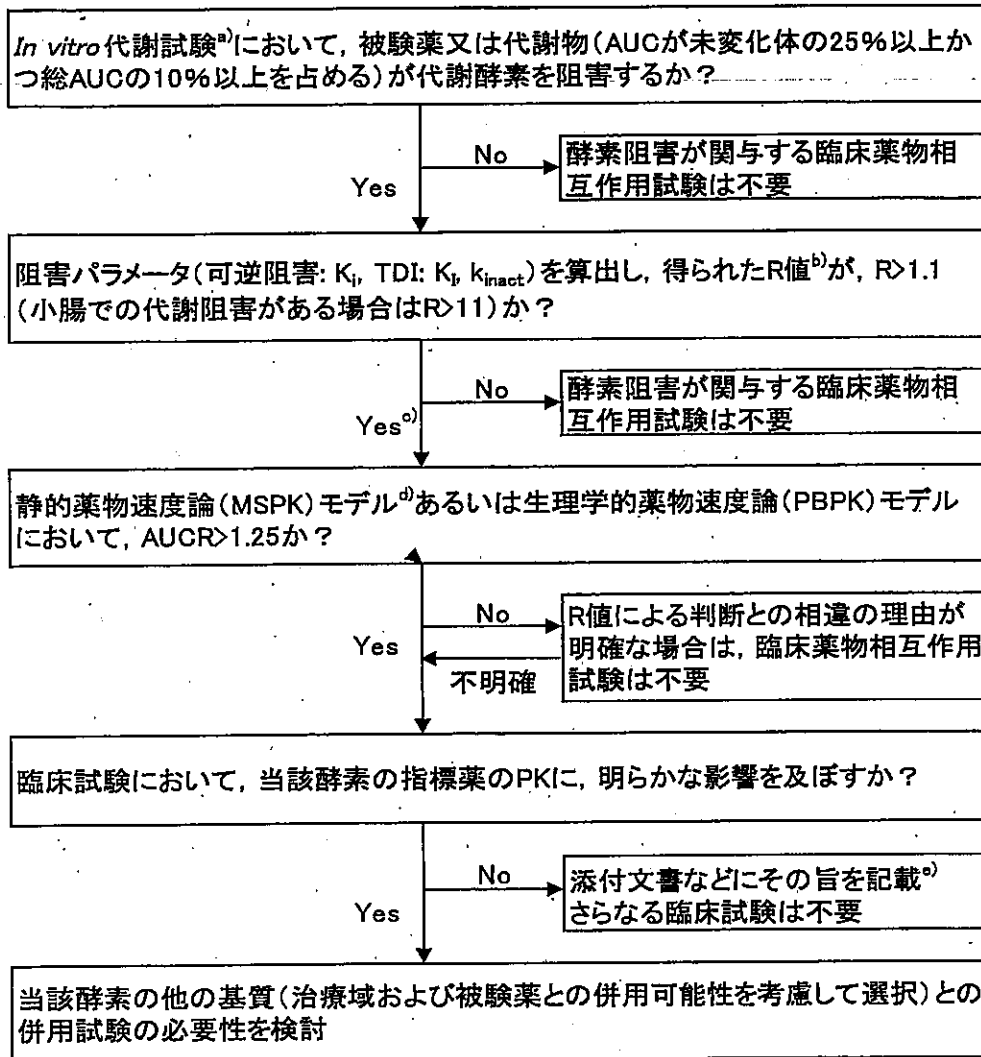 In vitro 代謝試験a)において，被験薬又は代謝物（AUCが未変化体の25%以上か
つ総AUCの10%以上を占める）が代謝酵素を阻害するか？
No
酵素阻害が関与する臨床薬物相
互作用試験は不要
Yes
阻害パラメータ（可逆阻害: Ki, TDI: KI, kinact）を算出し，得られたR値b)が，R>1.1
（小腸での代謝阻害がある場合はR>11）か？
No
酵素阻害が関与する臨床薬物相
互作用試験は不要
Yesc)
静的薬物速度論（MSPK）モデルd)あるいは生理学的薬物速度論（PBPK）モデル
において，AUCR>1.25か？
No
R値による判断との相違の理由が
明確な場合は，臨床薬物相互作用
試験は不要
Yes
不明確
臨床試験において，当該酵素の指標薬のPKに，明らかな影響を及ぼすか？
No
添付文書などにその旨を記載e)
さらなる臨床試験は不要
Yes
当該酵素の他の基質（治療域および被験薬との併用可能性を考慮して選択）との
併用試験の必要性を検討